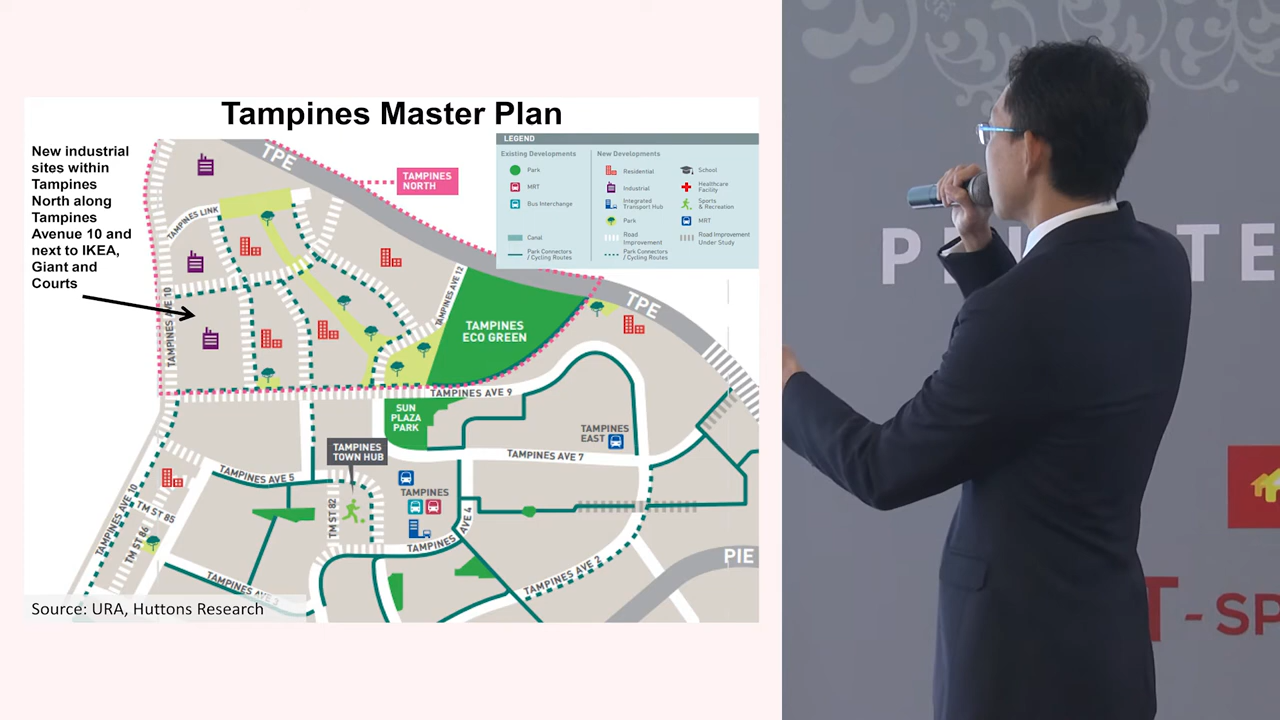 Tampines Master Plan
New industrial
sites within
Tampines
North along
Tampines
Avenue 10 and
next to IKEA,
Giant and
Courts
TPE
TAMPINES
NORTH
LEGEND
Existing Developments
Park
MRT
Bus Interchange
Canal
Park Connectors
/ Cycling Routes
New Developments
Residential
Industrial
Integrated
Transport Hub
Park
Road
Improvement
Park Connectors
/ Cycling Routes
School
Healthcare
Facility
Sports
& Recreation
MRT
Road Improvement
Under Study
TAMPINES LINK
TAMPINES AVE 10
TAMPINES AVE 12
TAMPINES
ECO GREEN
TPE
TAMPINES AVE 9
SUN
PLAZA
PARK
TAMPINES
EAST
TAMPINES AVE 7
TAMPINES
TOWN HUB
TAMPINES AVE 5
TAMPINES
TAMPINES AVE 10
TM ST 85
TM ST 86
TM ST 82
TAMPINES AVE 4
TAMPINES AVE 2
TAMPINES
PIE
Source: URA, Huttons Research
TE
T - SP